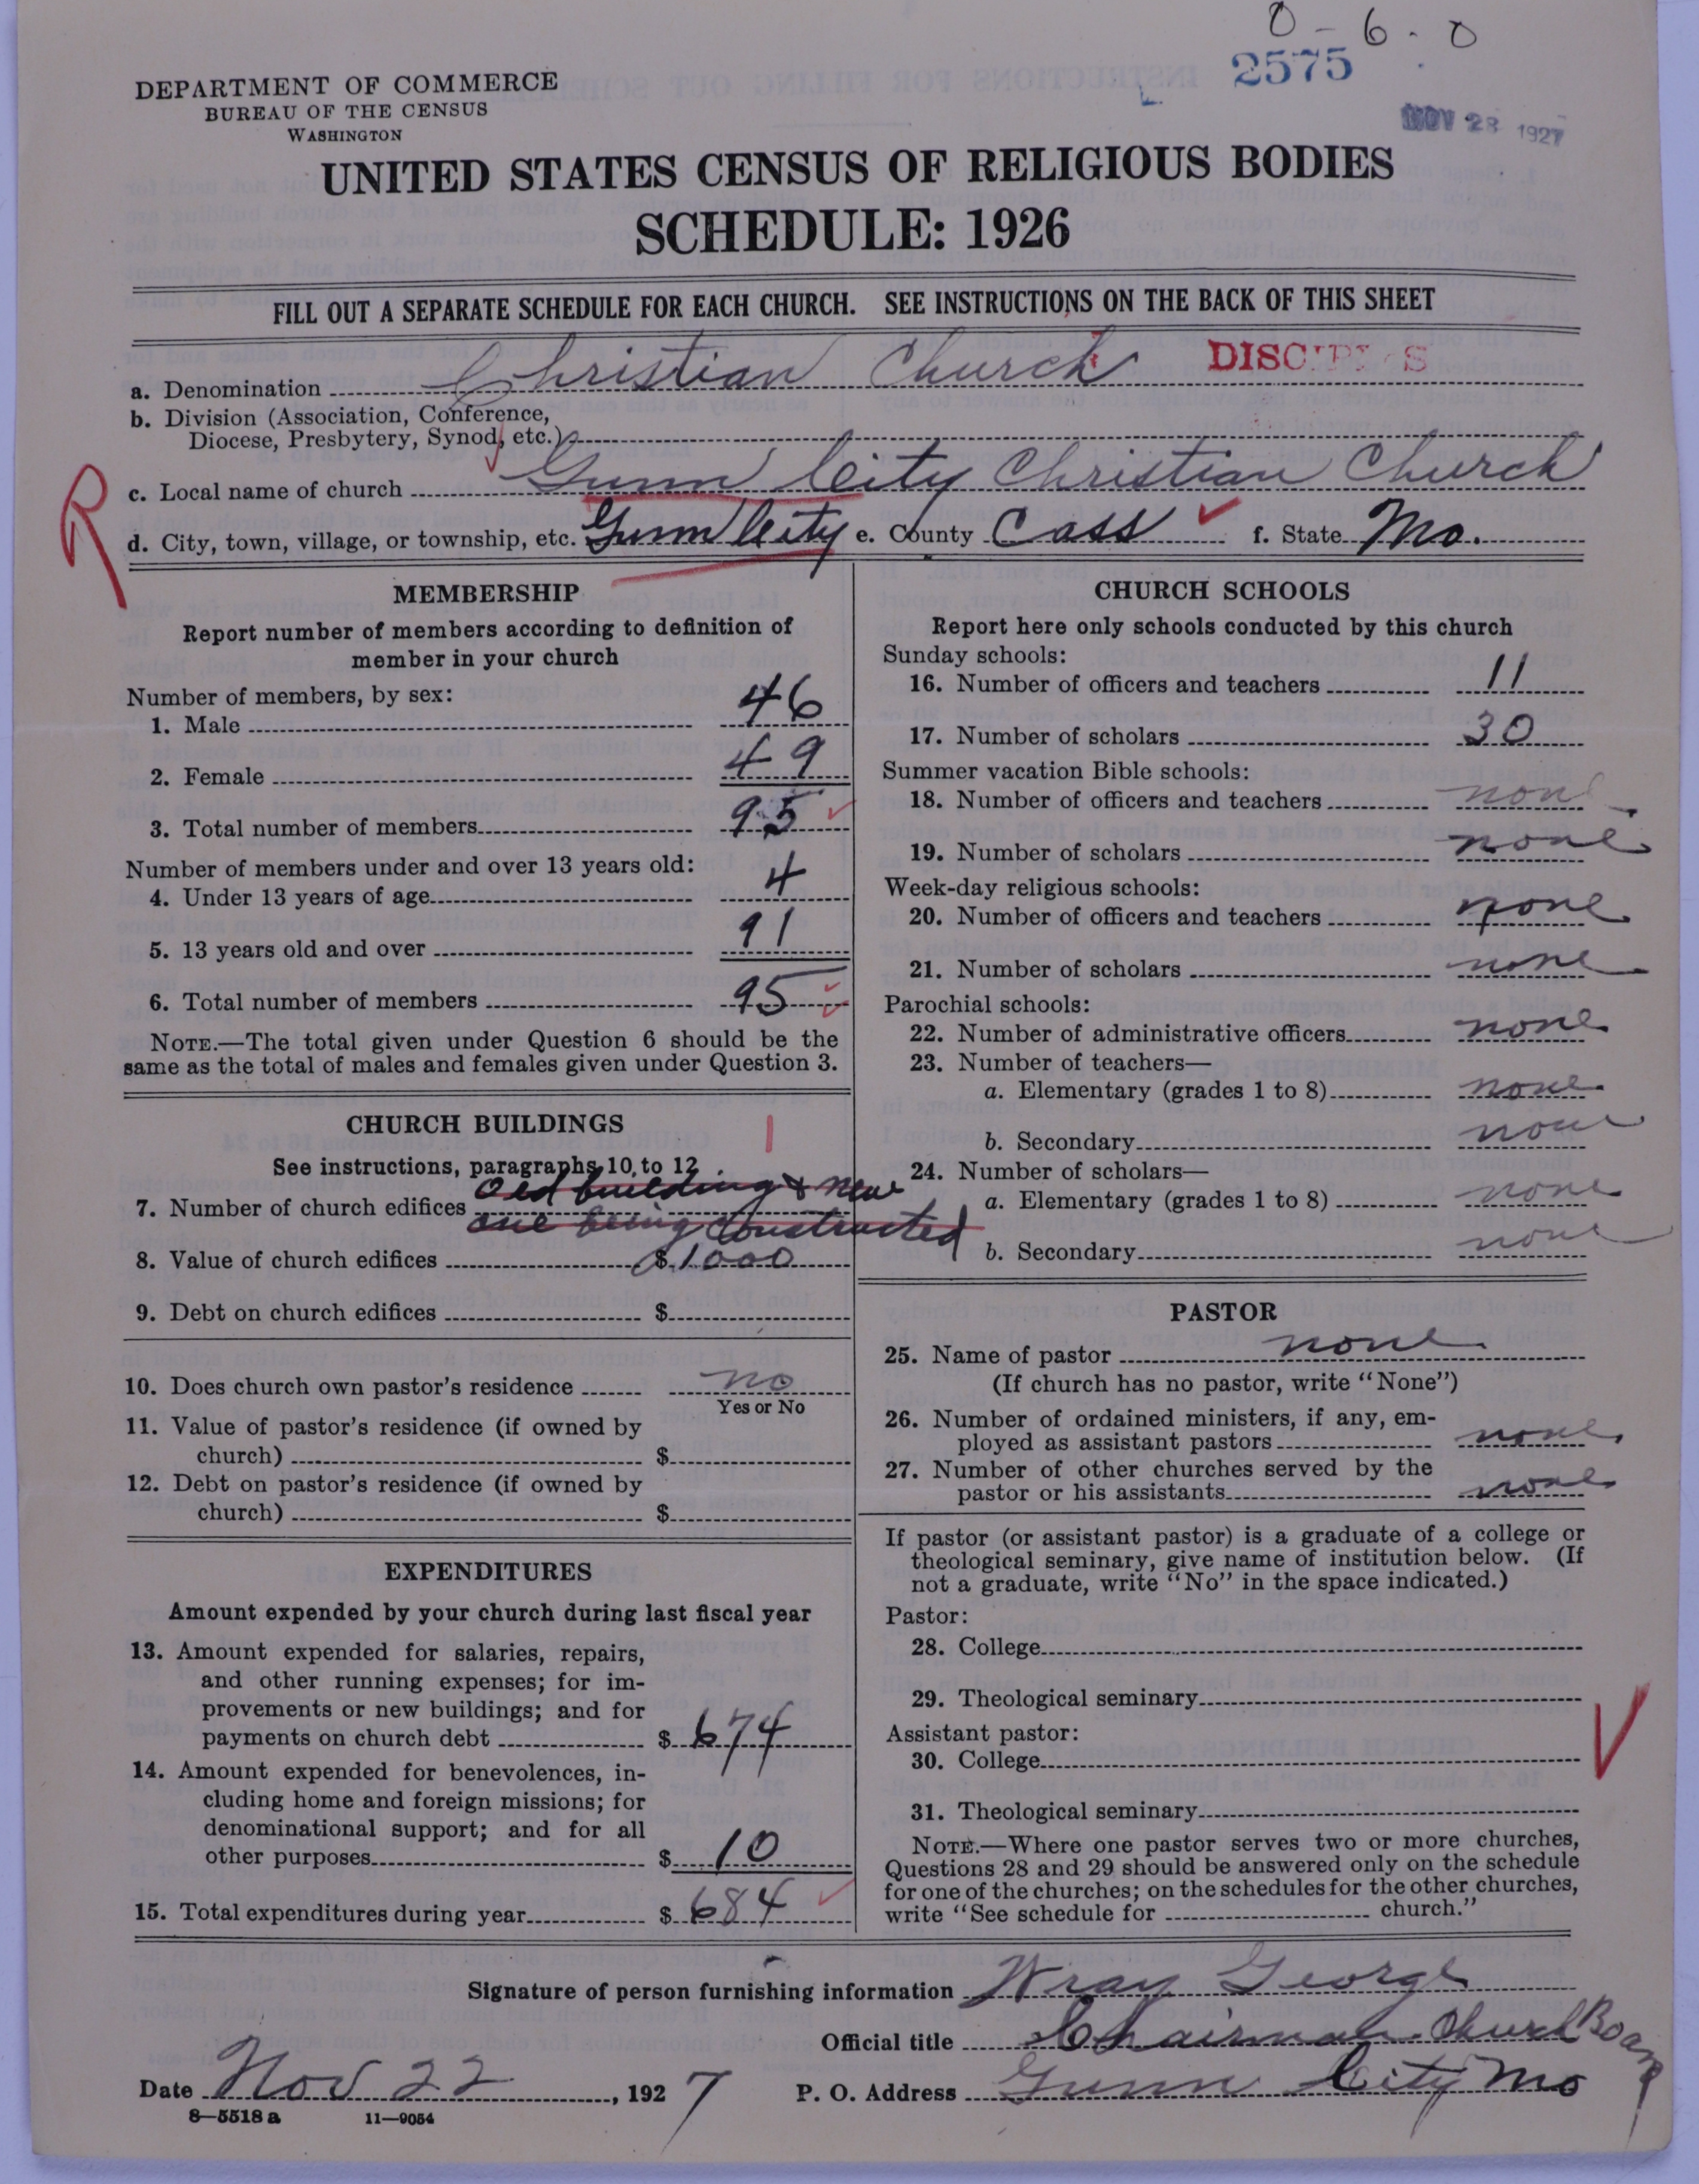 0 - 6 . 0
2575
NOV 28 1927
DEPARTMENT OF COMMERCE
BUREAU OF THE CENSUS
WASHINGTON
UNITED STATES CENSUS OF RELIGIOUS BODIES
SCHEDULE: 1926
FILL OUT A SEPARATE SCHEDULE FOR EACH CHURCH. SEE INSTRUCTIONS ON THE BACK OF THIS SHEET
a. Denomination Christian Church DISCIPLES
b. Division (Association, Conference,
Diocese, Presbytery, Synod, etc.)
R
c. Local name of church Gunn City Christian Church
d. City, town, village, or township, etc. Gunn City e. County Cass f. State Mo.
MEMBERSHIP
Report number of members according to definition of
member in your church
Number of members, by sex:
1. Male 46
2. Female 49
3. Total number of members 95
Number of members under and over 13 years old:
4. Under 13 years of age 4
5. 13 years old and over 91
6. Total number of members 95
NOTE.—The total given under Question 6 should be the
same as the total of males and females given under Question 3.
CHURCH BUILDINGS
1
See instructions, paragraphs 10 to 12
7. Number of church edifices Old building & new
one being constructed
8. Value of church edifices $1000
9. Debt on church edifices $
10. Does church own pastor's residence no
Yes or No
11. Value of pastor's residence (if owned by
church) $
12. Debt on pastor's residence (if owned by
church) $
EXPENDITURES
Amount expended by your church during last fiscal year
13. Amount expended for salaries, repairs,
and other running expenses; for im-
provements or new buildings; and for
payments on church debt $ 674
14. Amount expended for benevolences, in-
cluding home and foreign missions; for
denominational support; and for all
other purposes $ 10
15. Total expenditures during year $ 684
CHURCH SCHOOLS
Report here only schools conducted by this church
Sunday schools:
16. Number of officers and teachers 11
17. Number of scholars 30
Summer vacation Bible schools:
18. Number of officers and teachers none
19. Number of scholars none
Week-day religious schools:
20. Number of officers and teachers none
21. Number of scholars none
Parochial schools:
22. Number of administrative officers none
23. Number of teachers—
a. Elementary (grades 1 to 8) none
b. Secondary none
24. Number of scholars—
a. Elementary (grades 1 to 8) none
b. Secondary none
PASTOR
25. Name of pastor none
(If church has no pastor, write "None")
26. Number of ordained ministers, if any, em-
ployed as assistant pastors none
27. Number of other churches served by the
pastor or his assistants none
If pastor (or assistant pastor) is a graduate of a college or
theological seminary, give name of institution below. (If
not a graduate, write "No" in the space indicated.)
Pastor:
28. College
29. Theological seminary
Assistant pastor:
30. College
31. Theological seminary
NOTE.—Where one pastor serves two or more churches,
Questions 28 and 29 should be answered only on the schedule
for one of the churches; on the schedules for the other churches,
write "See schedule for church."
Signature of person furnishing information Wray George
Official title Chairman Church Board
Date Nov 22, 1927 P. O. Address Gunn City Mo
8—5518 a 11—9054